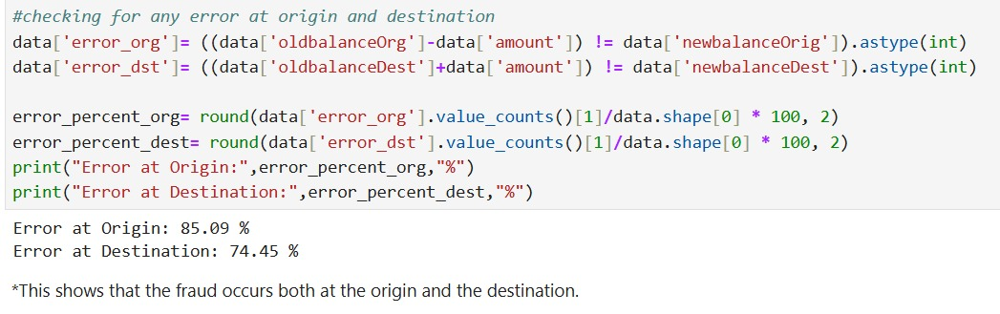 #checking for any error at origin and destination
data['error_org']= ((data['oldbalanceOrg']-data['amount']) != data['newbalanceOrig']).astype(int)
data['error_dst']= ((data['oldbalanceDest']+data['amount']) != data['newbalanceDest']).astype(int)
error_percent_org= round(data['error_org'].value_counts()[1]/data.shape[0] * 100, 2)
error_percent_dest= round(data['error_dst'].value_counts()[1]/data.shape[0] * 100, 2)
print("Error at Origin:",error_percent_org,"%")
print("Error at Destination:",error_percent_dest,"%")
Error at Origin: 85.09 %
Error at Destination: 74.45 %
*This shows that the fraud occurs both at the origin and the destination.